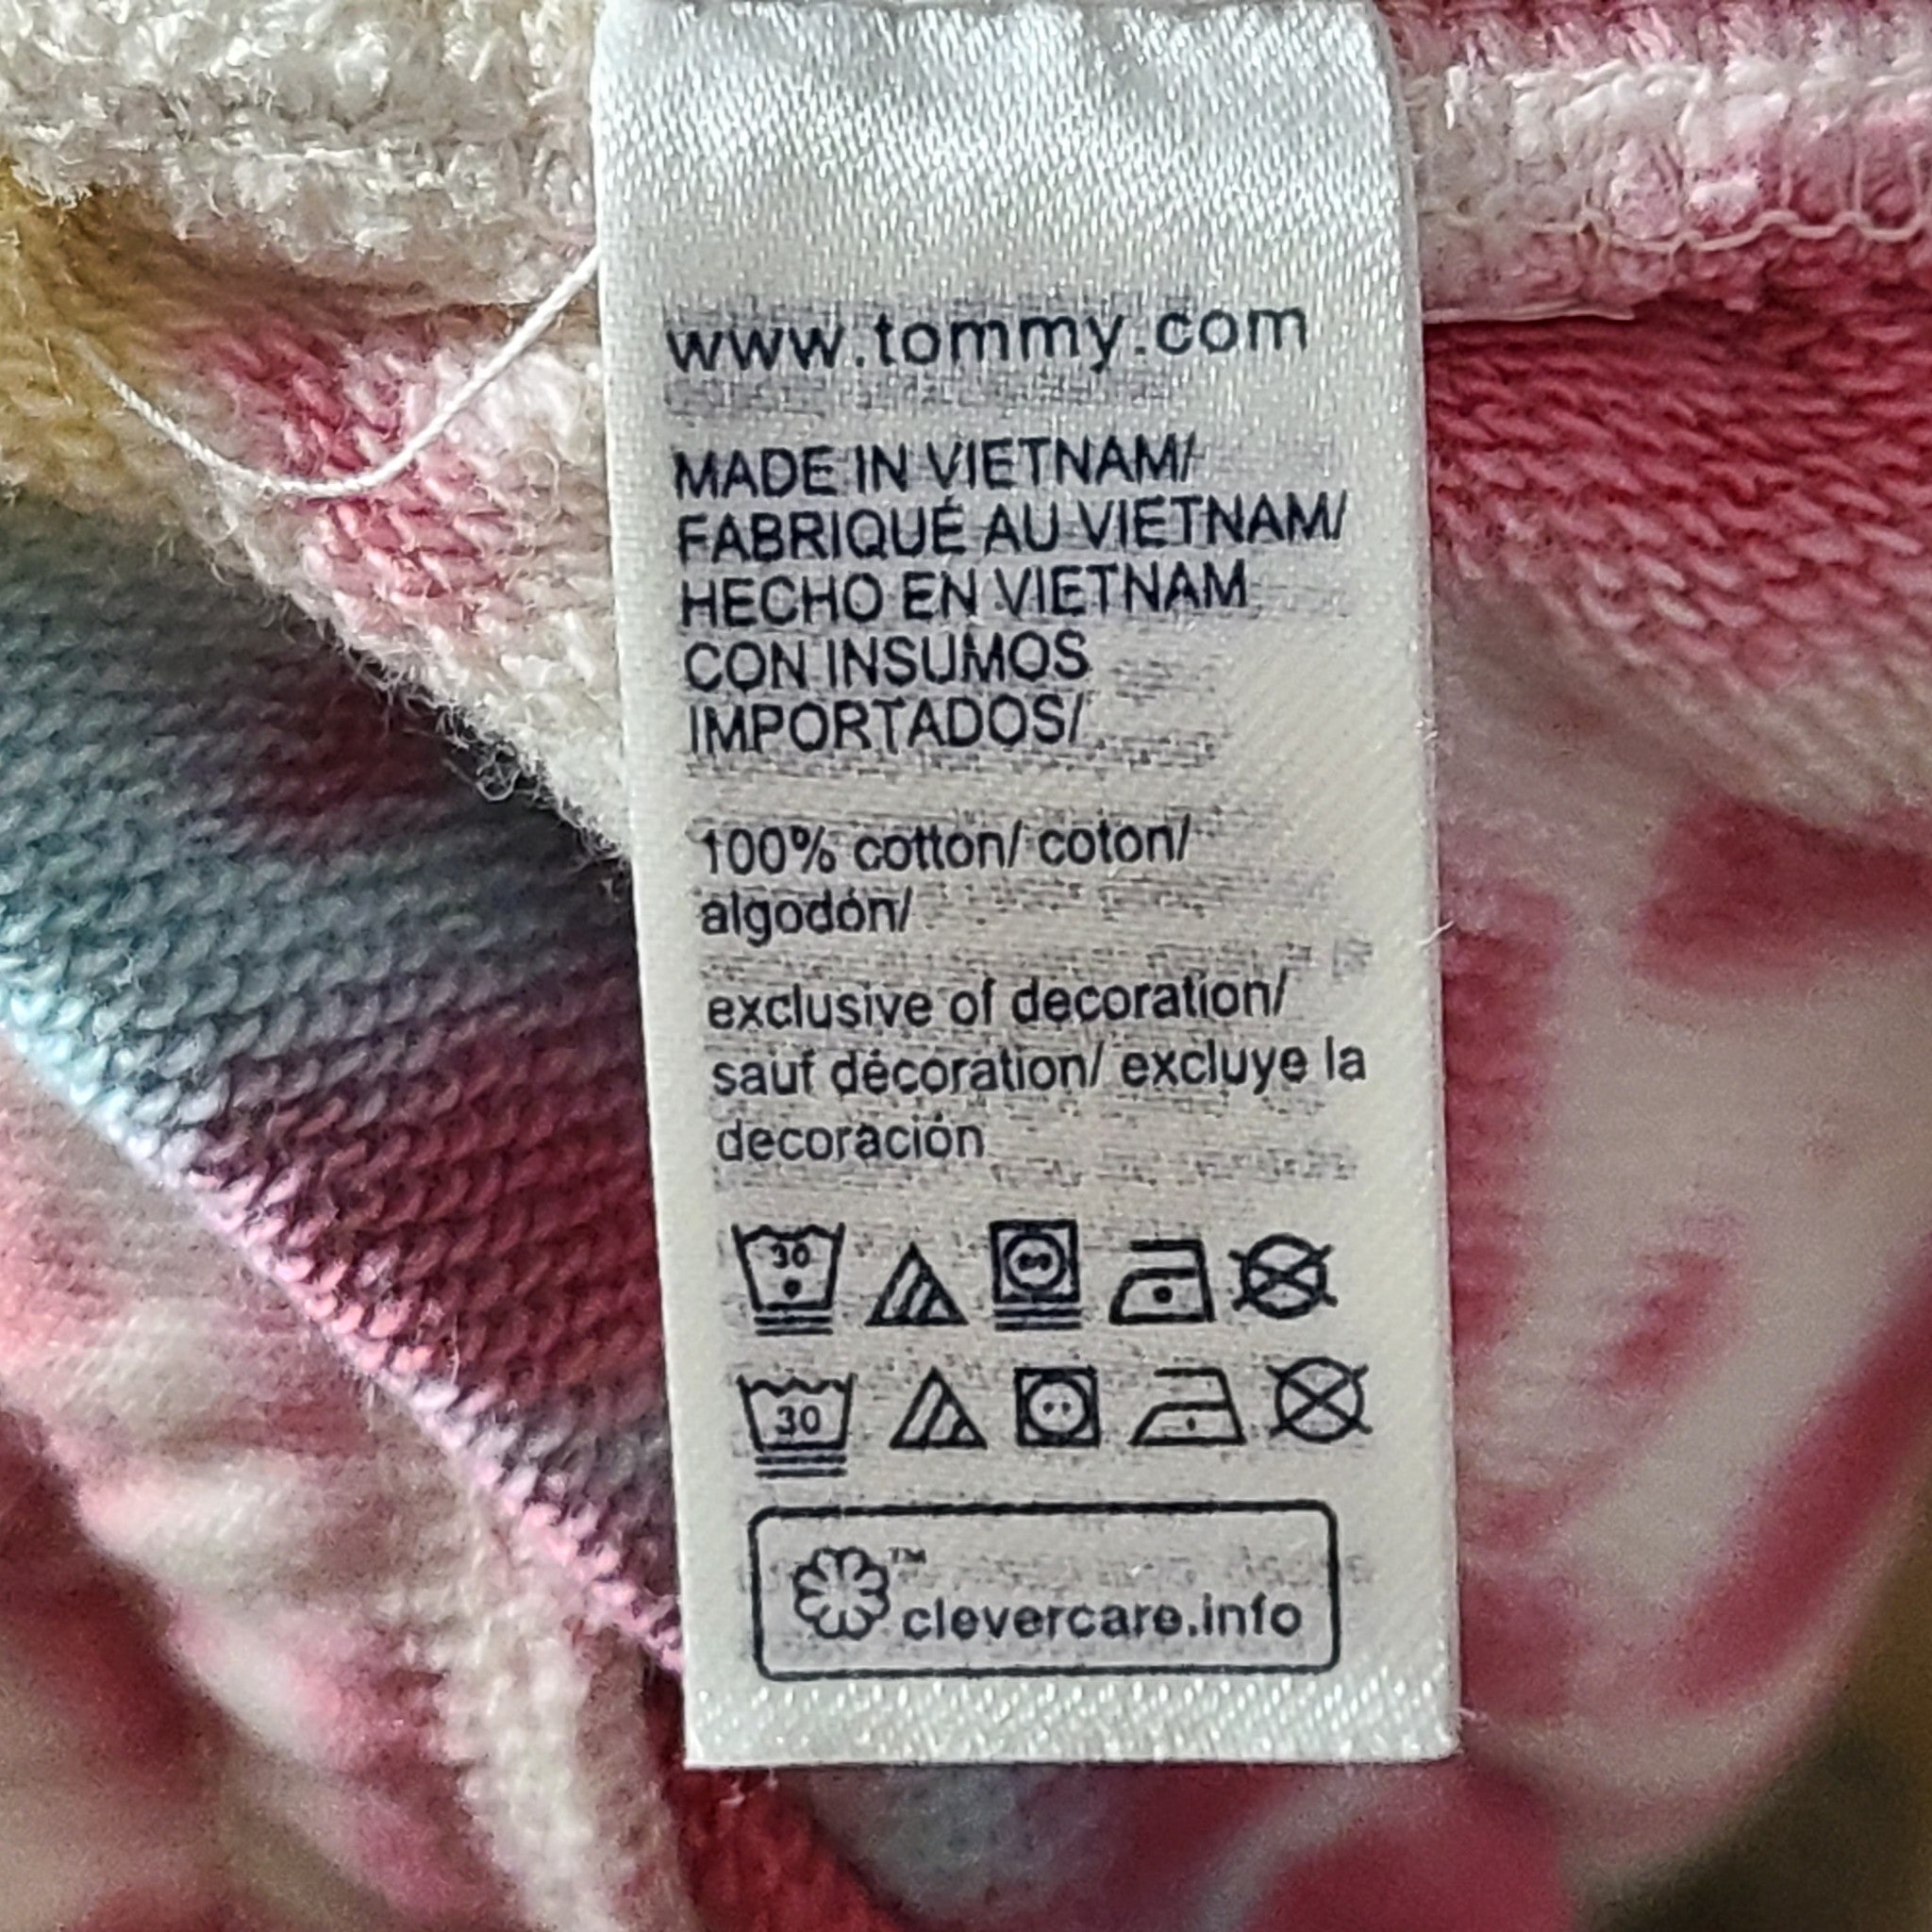 www.tommy.com
MADE IN VIETNAM/
FABRIQUÉ AU VIETNAM/
HECHO EN VIETNAM
CON INSUMOS
IMPORTADOS/
100% cotton/ coton/
algodón/
exclusive of decoration/
sauf décoration/ excluye la
decoración
30
30
™
clevercare.info